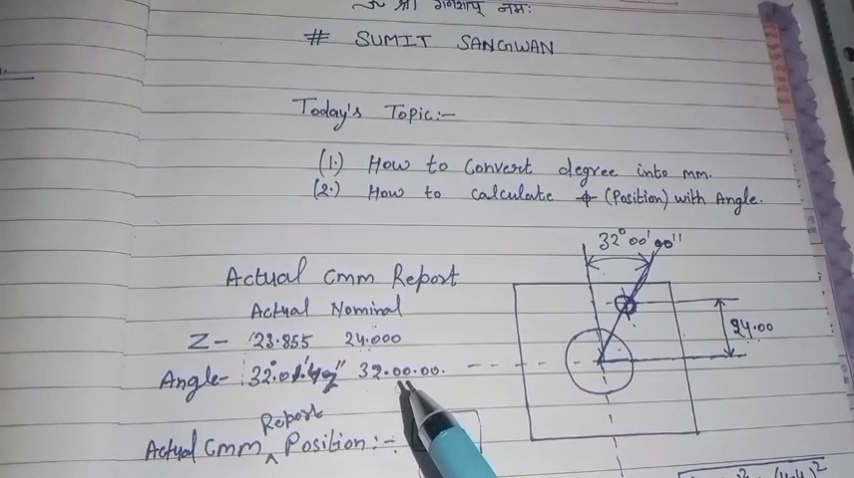 श्री गणेशाय नमः
# SUMIT SANGWAN
Today's Topic:-
(1.) How to Convert degree into mm.
(2.) How to calculate ⌖ (Position) with Angle.
32° 00' 00"
Actual Cmm Report
Actual Nominal
Z- 23.855 24.000
24.00
Angle- 32.00.00.
Actual Cmm ^ Report Position:-